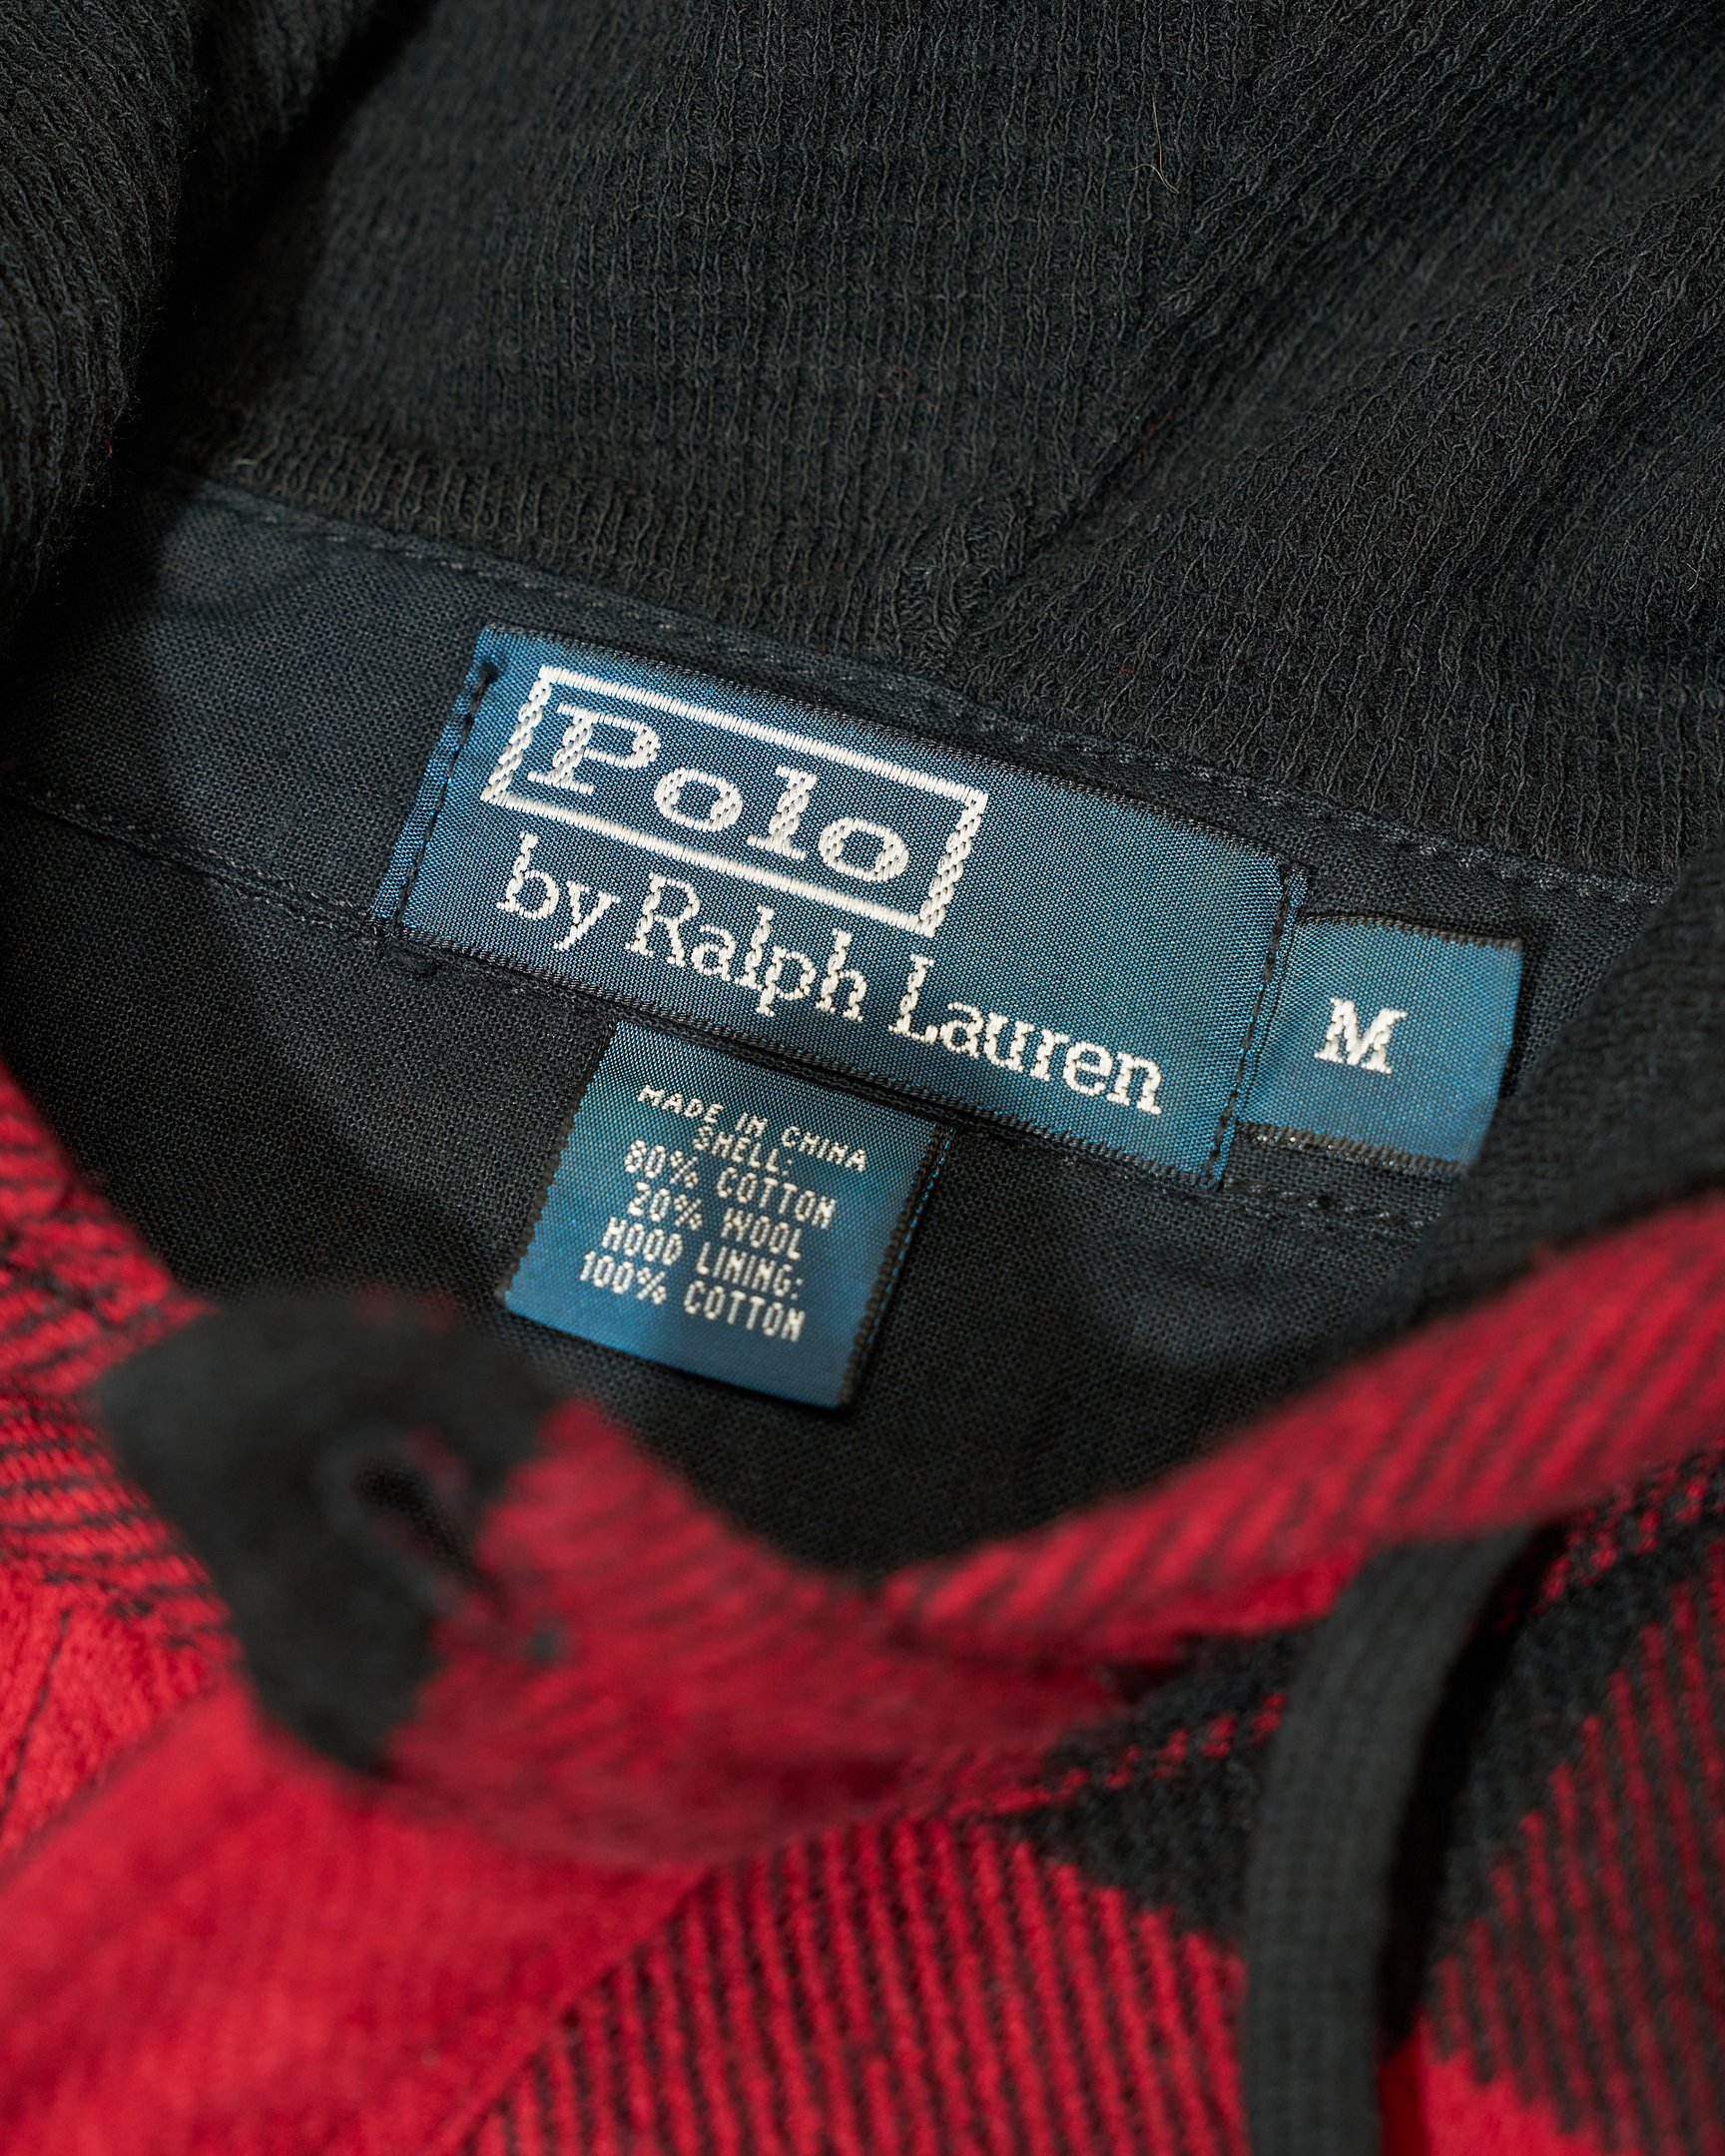 Polo
by Ralph Lauren
M
MADE IN CHINA
SHELL:
80% COTTON
20% WOOL
HOOD LINING:
100% COTTON